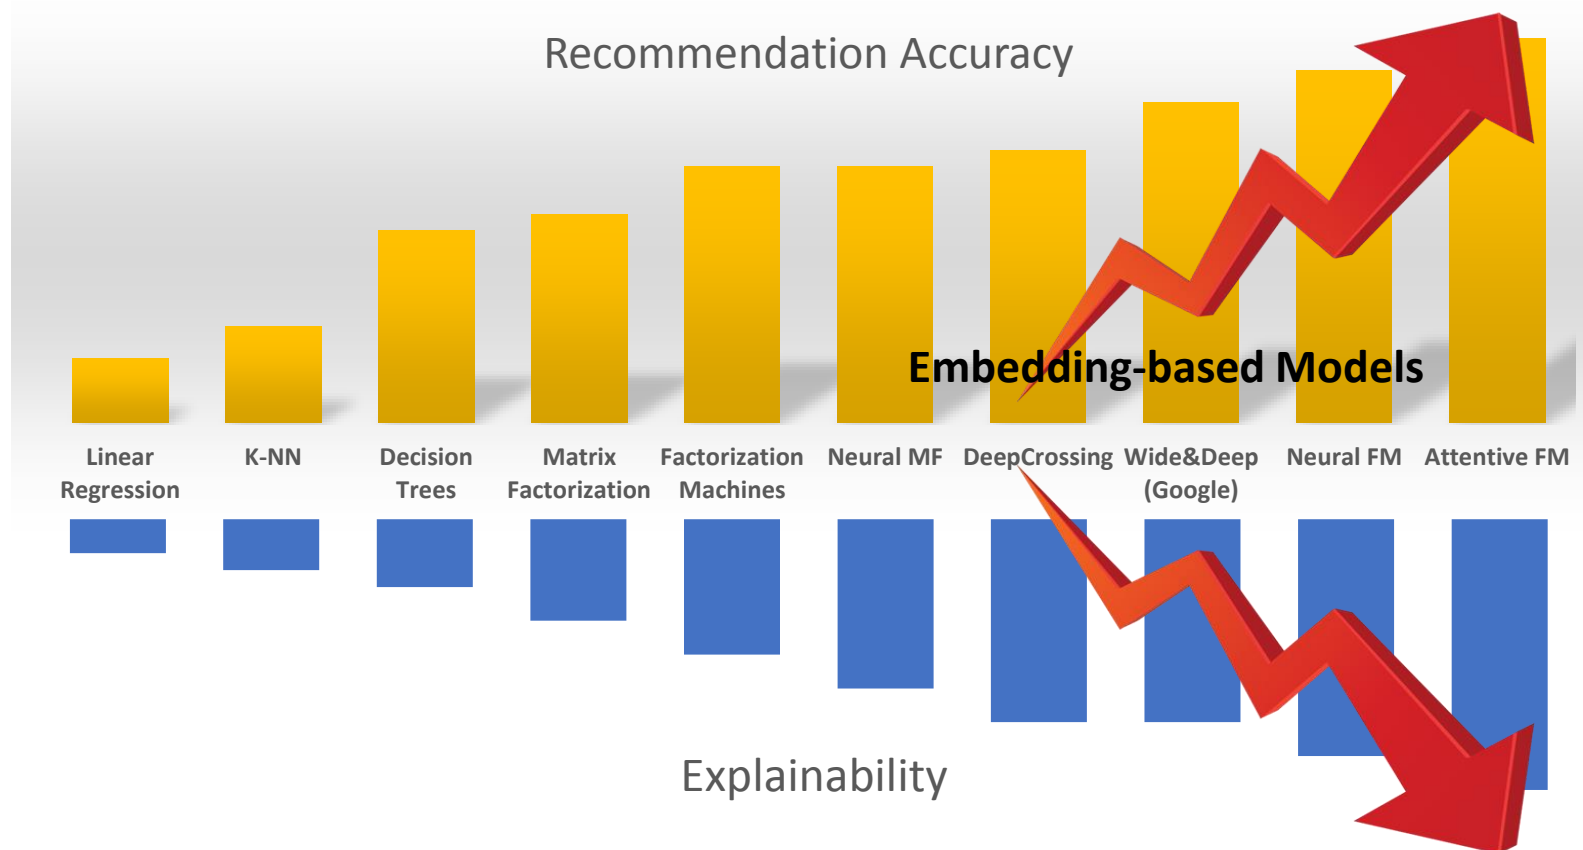 Recommendation Accuracy
Embedding-based Models
Linear Regression
K-NN
Decision Trees
Matrix Factorization
Factorization Machines
Neural MF
DeepCrossing
Wide&Deep (Google)
Neural FM
Attentive FM
Explainability